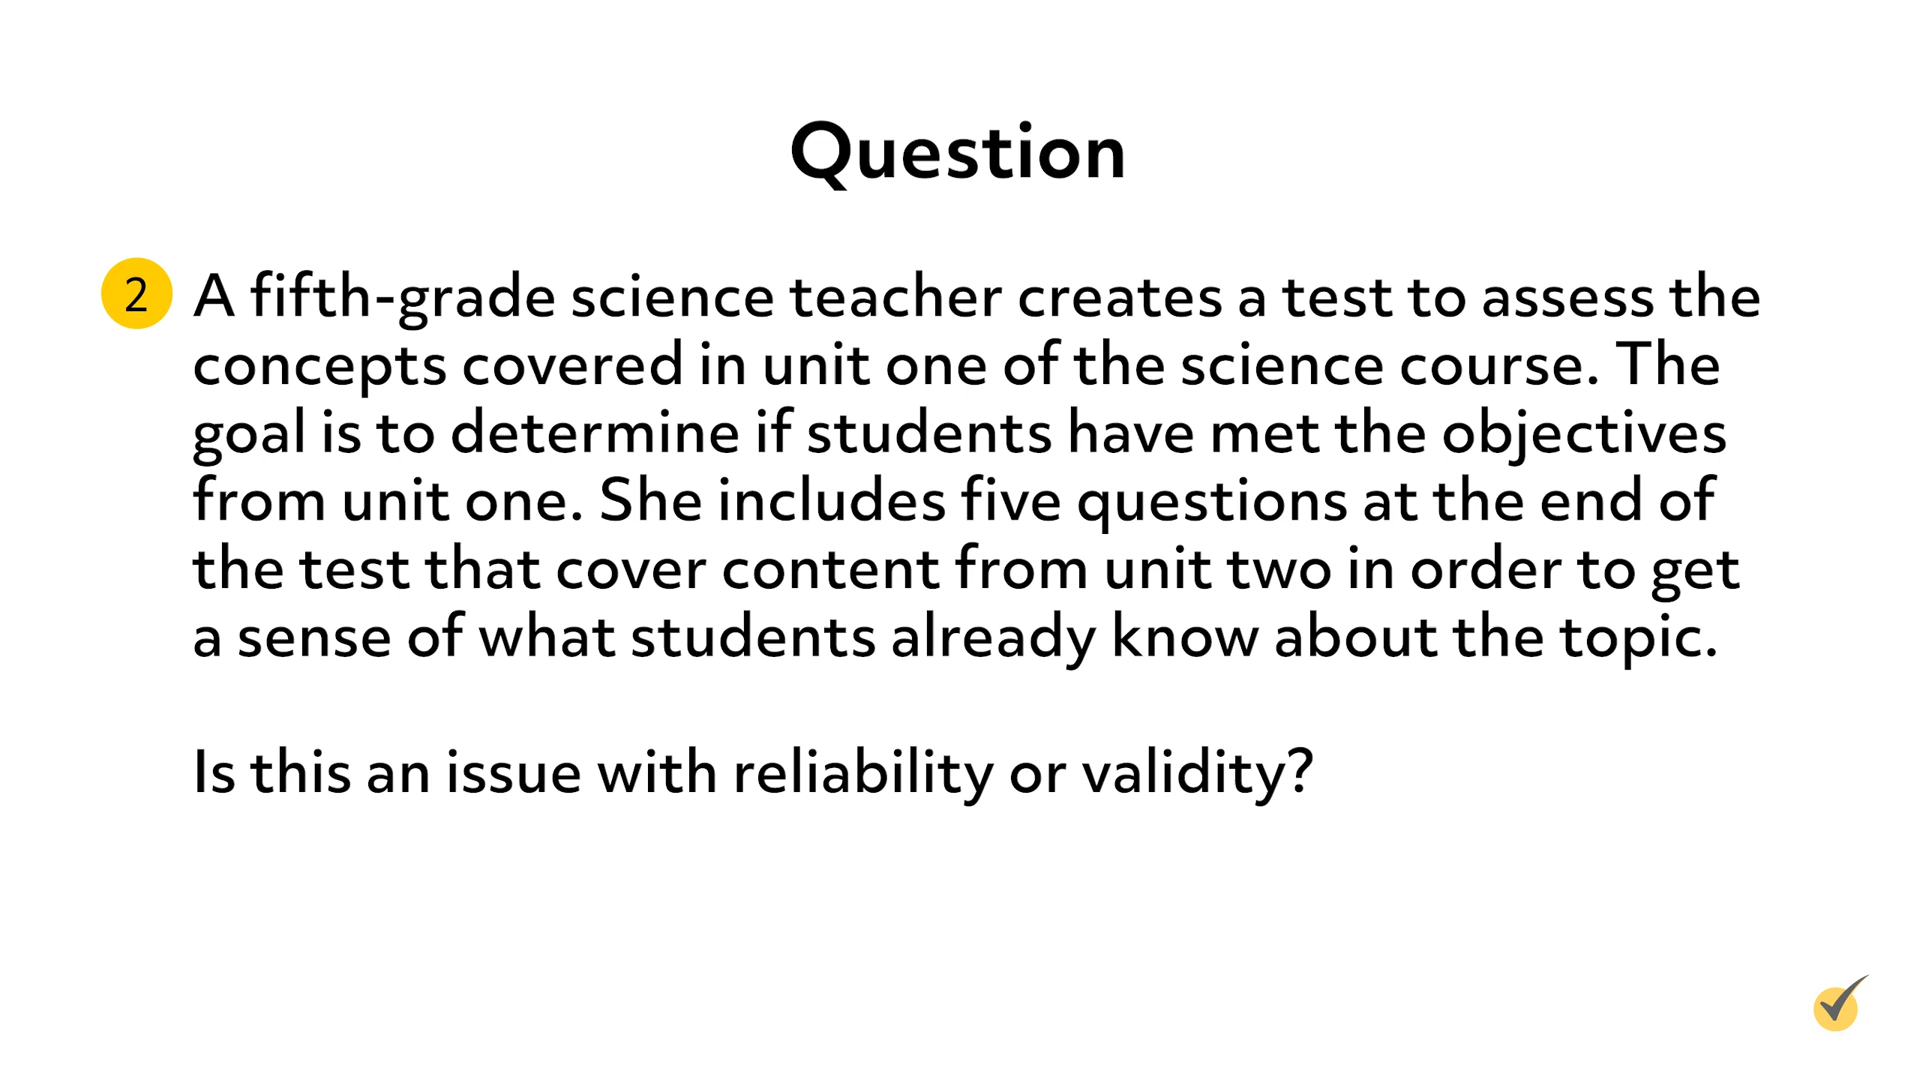 Question
2 A fifth-grade science teacher creates a test to assess the
concepts covered in unit one of the science course. The
goal is to determine if students have met the objectives
from unit one. She includes five questions at the end of
the test that cover content from unit two in order to get
a sense of what students already know about the topic.
Is this an issue with reliability or validity?